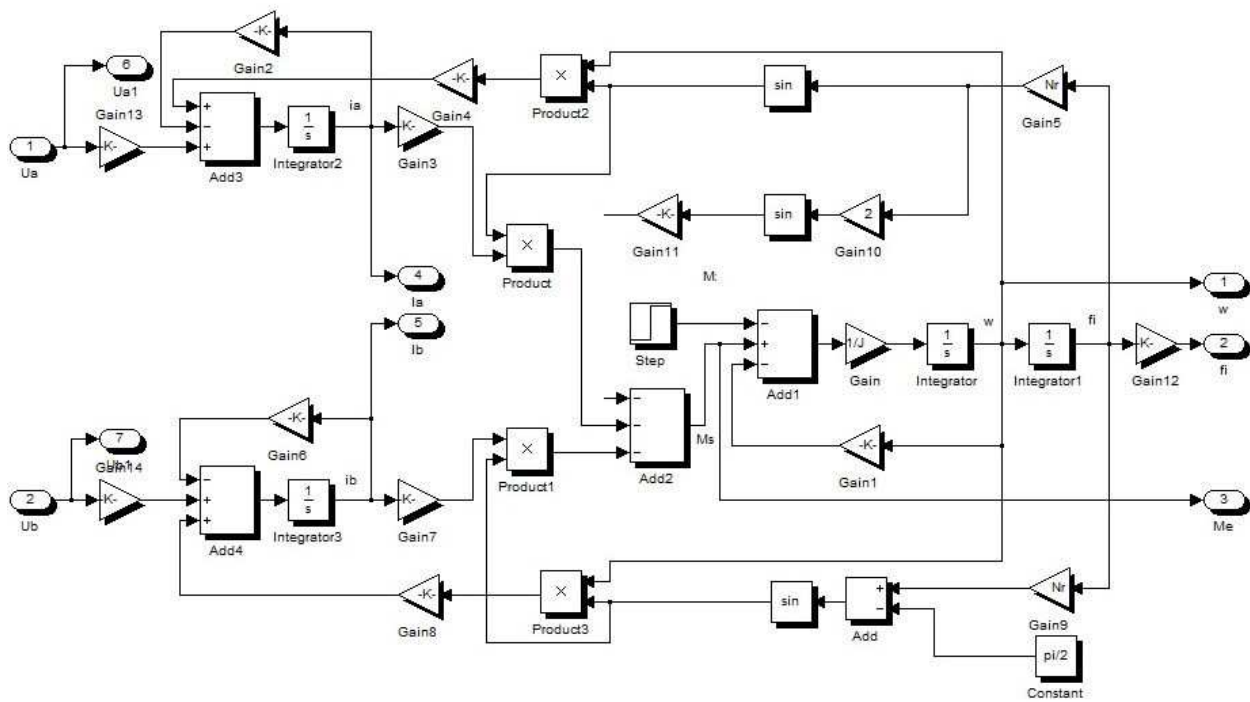 6
Ua1
Gain13
1
Ua
K-
-K-
Gain2
+
−
+
Add3
1
s
Integrator2
ia
K-
Gain3
-K-
Gain4
×
Product2
sin
Nr
Gain5
-K-
Gain11
sin
2
Gain10
×
Product
4
Ia
5
Ib
M:
Step
−
+
−
Add1
1/J
Gain
1
s
Integrator
w
1
s
Integrator1
fi
K-
Gain12
1
w
2
fi
-K-
Gain1
−
−
−
Add2
Ms
3
Me
7
Ub1
Gain14
2
Ub
K-
-K-
Gain6
−
+
+
Add4
1
s
Integrator3
ib
K-
Gain7
×
Product1
-K-
Gain8
×
Product3
sin
+
−
Add
Nr
Gain9
pi/2
Constant